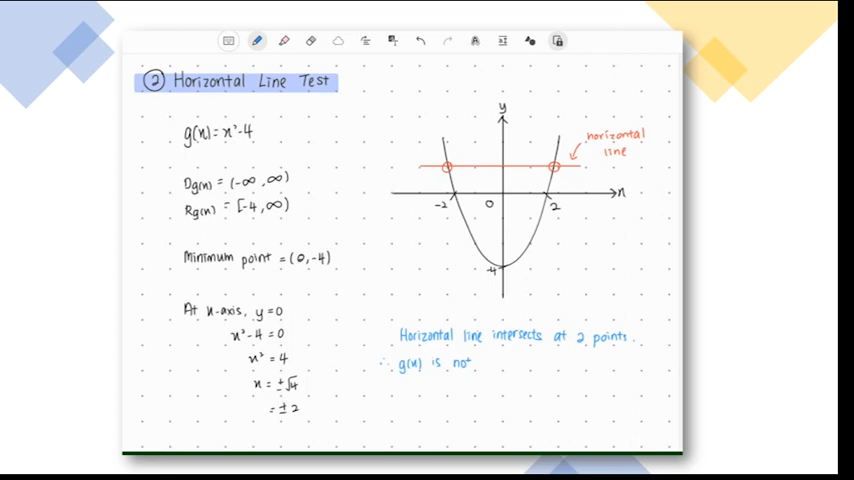 ② Horizontal Line Test
g(x) = x² - 4
Dg(x) = (-∞, ∞)
Rg(x) = [-4, ∞)
Minimum point = (0, -4)
At x-axis, y = 0
x² - 4 = 0
x² = 4
x = ±√4
= ±2
y
horizontal
line
x
-2
0
2
-4
Horizontal line intersects at 2 points.
∴ g(x) is not